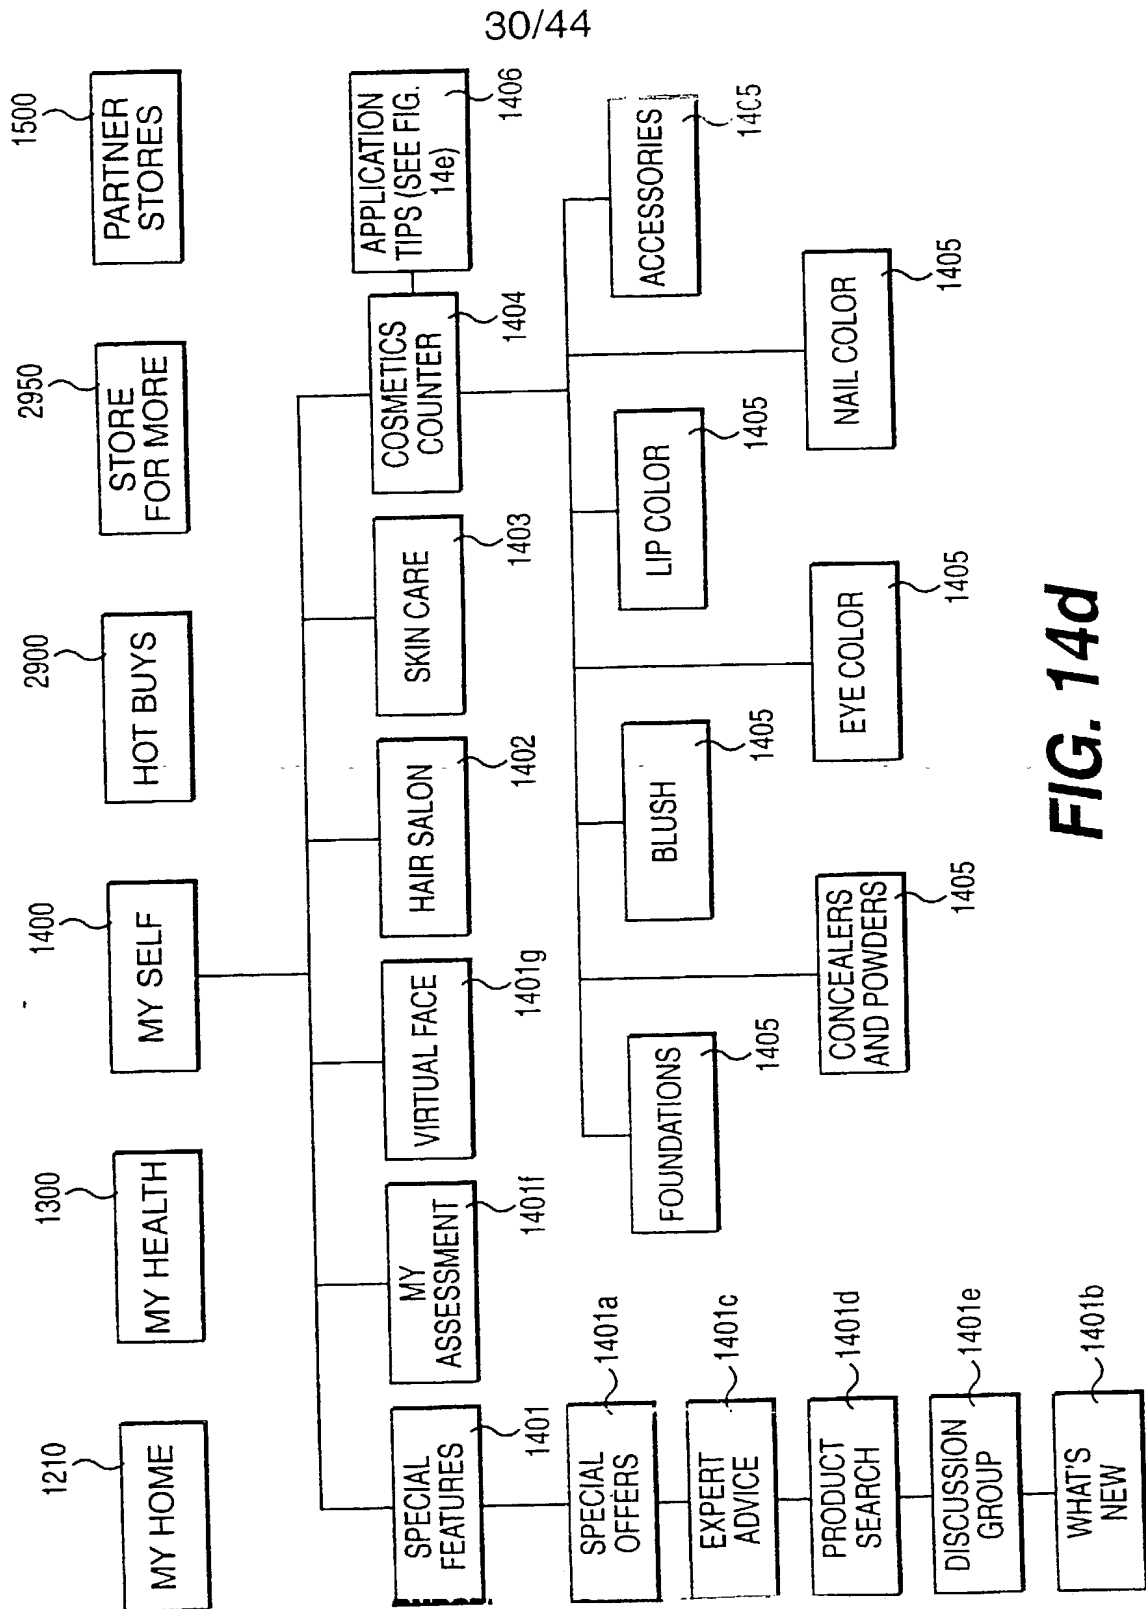 30/44
1210
MY HOME
1300
MY HEALTH
1400
MY SELF
2900
HOT BUYS
2950
STORE
FOR MORE
1500
PARTNER
STORES
SPECIAL
FEATURES
1401
MY
ASSESSMENT
1401f
VIRTUAL FACE
1401g
HAIR SALON
1402
SKIN CARE
1403
COSMETICS
COUNTER
1404
APPLICATION
TIPS (SEE FIG.
14e)
1406
SPECIAL
OFFERS
1401a
EXPERT
ADVICE
1401c
PRODUCT
SEARCH
1401d
DISCUSSION
GROUP
1401e
WHAT'S
NEW
1401b
FOUNDATIONS
1405
BLUSH
1405
LIP COLOR
1405
ACCESSORIES
1405
CONCEALERS
AND POWDERS
1405
EYE COLOR
1405
NAIL COLOR
1405
FIG. 14d